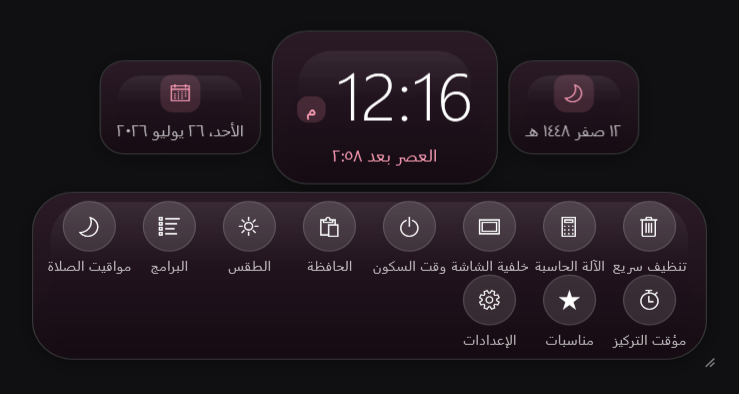 ١٢ صفر ١٤٤٨ هـ
12:16 م
العصر بعد ٢:٥٨
الأحد، ٢٦ يوليو ٢٠٢٦
تنظيف سريع
الآلة الحاسبة
خلفية الشاشة
وقت السكون
الحافظة
الطقس
البرامج
مواقيت الصلاة
مؤقت التركيز
مناسبات
الإعدادات